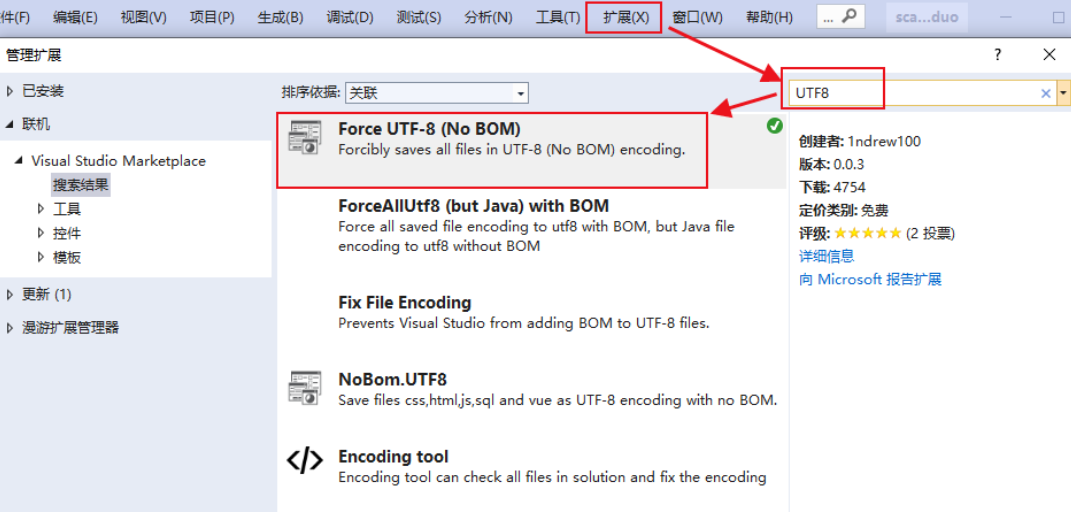 件(F) 编辑(E) 视图(V) 项目(P) 生成(B) 调试(D) 测试(S) 分析(N) 工具(T) 扩展(X) 窗口(W) 帮助(H) ... sca...duo
管理扩展 ?
已安装
联机
Visual Studio Marketplace
搜索结果
工具
控件
模板
更新 (1)
漫游扩展管理器
排序依据: 关联
Force UTF-8 (No BOM)
Forcibly saves all files in UTF-8 (No BOM) encoding.
ForceAllUtf8 (but Java) with BOM
Force all saved file encoding to utf8 with BOM, but Java file
encoding to utf8 without BOM
Fix File Encoding
Prevents Visual Studio from adding BOM to UTF-8 files.
NoBom.UTF8
Save files css,html,js,sql and vue as UTF-8 encoding with no BOM.
Encoding tool
Encoding tool can check all files in solution and fix the encoding
UTF8
创建者: 1ndrew100
版本: 0.0.3
下载: 4754
定价类别: 免费
评级: ★★★★★ (2 投票)
详细信息
向 Microsoft 报告扩展